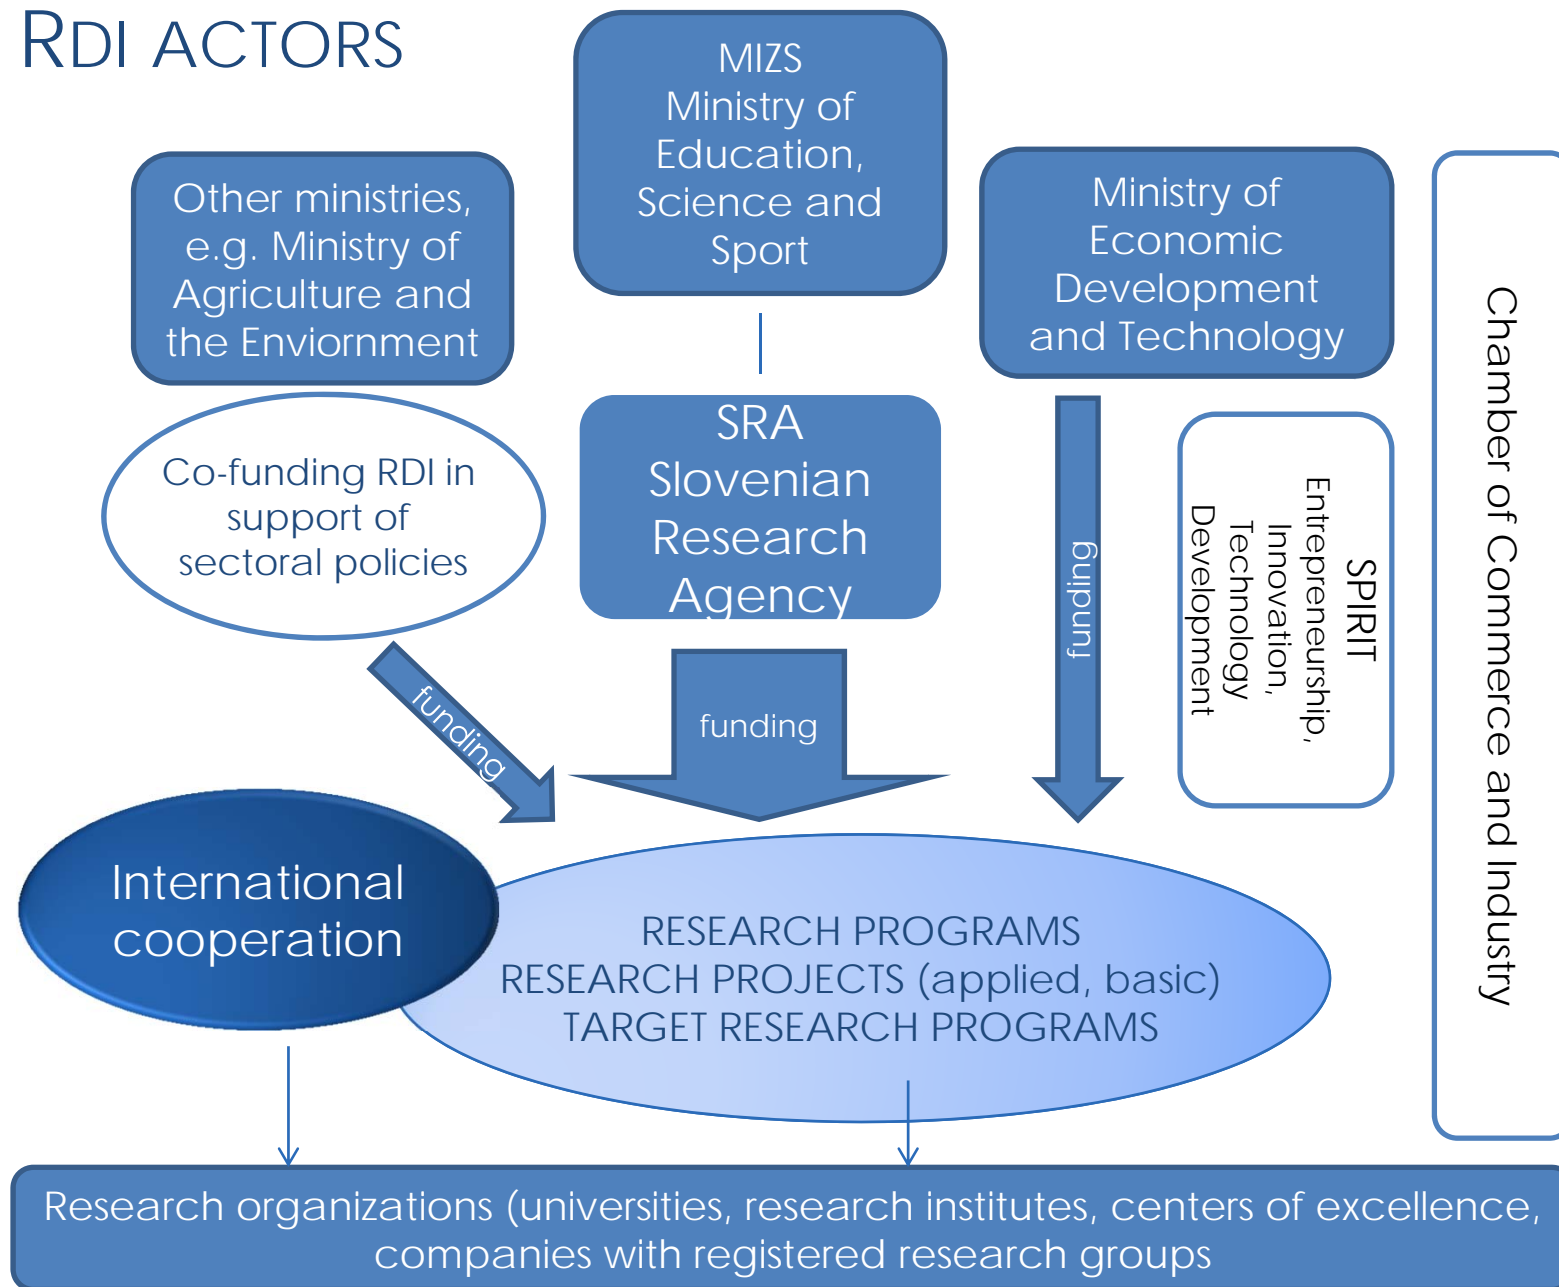 RDI ACTORS
MIZS
Ministry of
Education,
Science and
Sport
Other ministries,
e.g. Ministry of
Agriculture and
the Enviornment
Ministry of
Economic
Development
and Technology
Co-funding RDI in
support of
sectoral policies
SRA
Slovenian
Research
Agency
SPIRIT
Entrepreneurship,
Innovation,
Technology
Development
Chamber of Commerce and Industry
funding
funding
funding
International
cooperation
RESEARCH PROGRAMS
RESEARCH PROJECTS (applied, basic)
TARGET RESEARCH PROGRAMS
Research organizations (universities, research institutes, centers of excellence,
companies with registered research groups